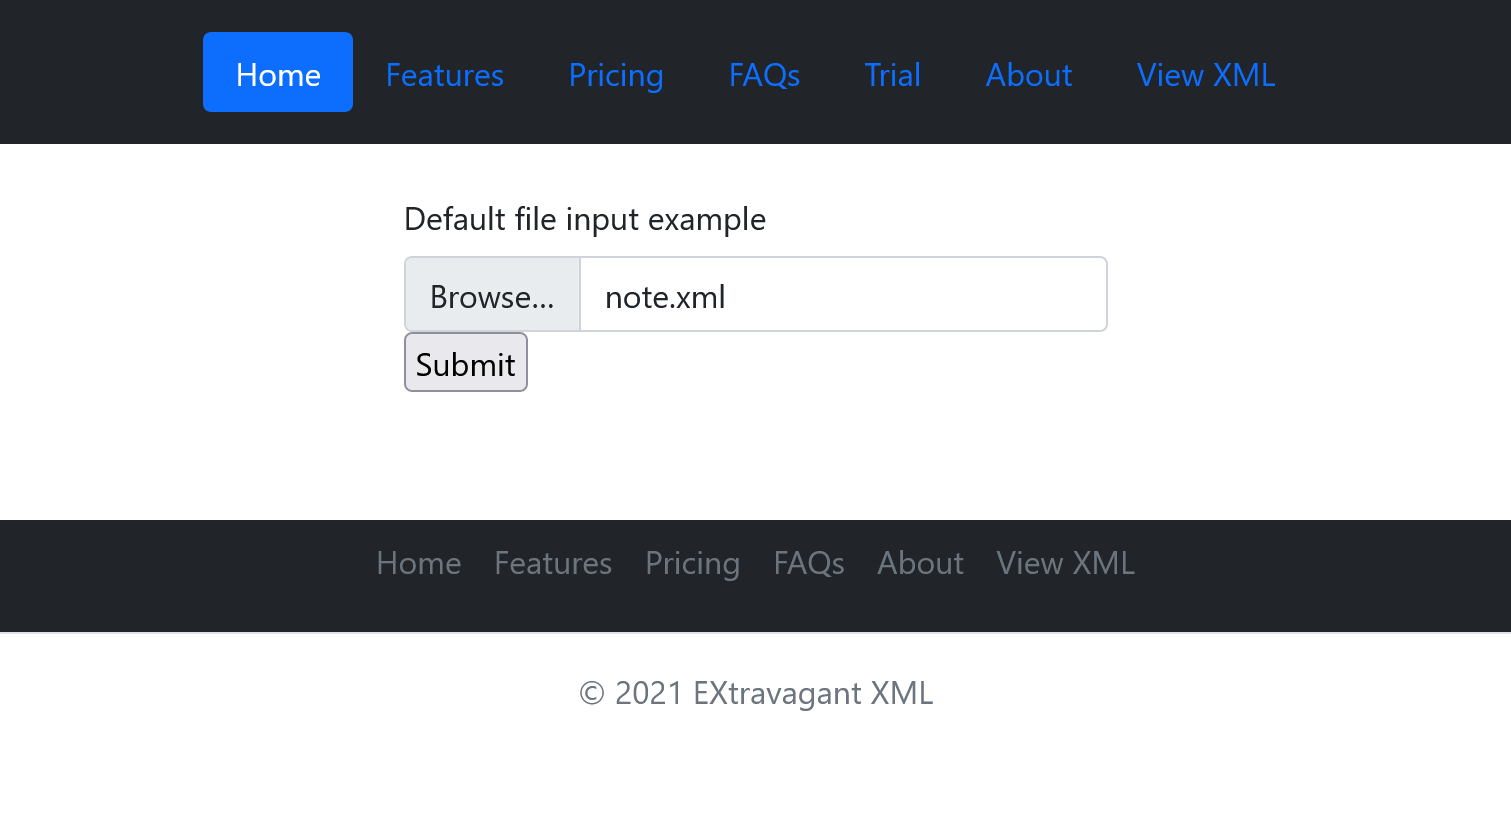 Home Features Pricing FAQs Trial About View XML
Default file input example
Browse... note.xml
Submit
Home Features Pricing FAQs About View XML
© 2021 EXtravagant XML